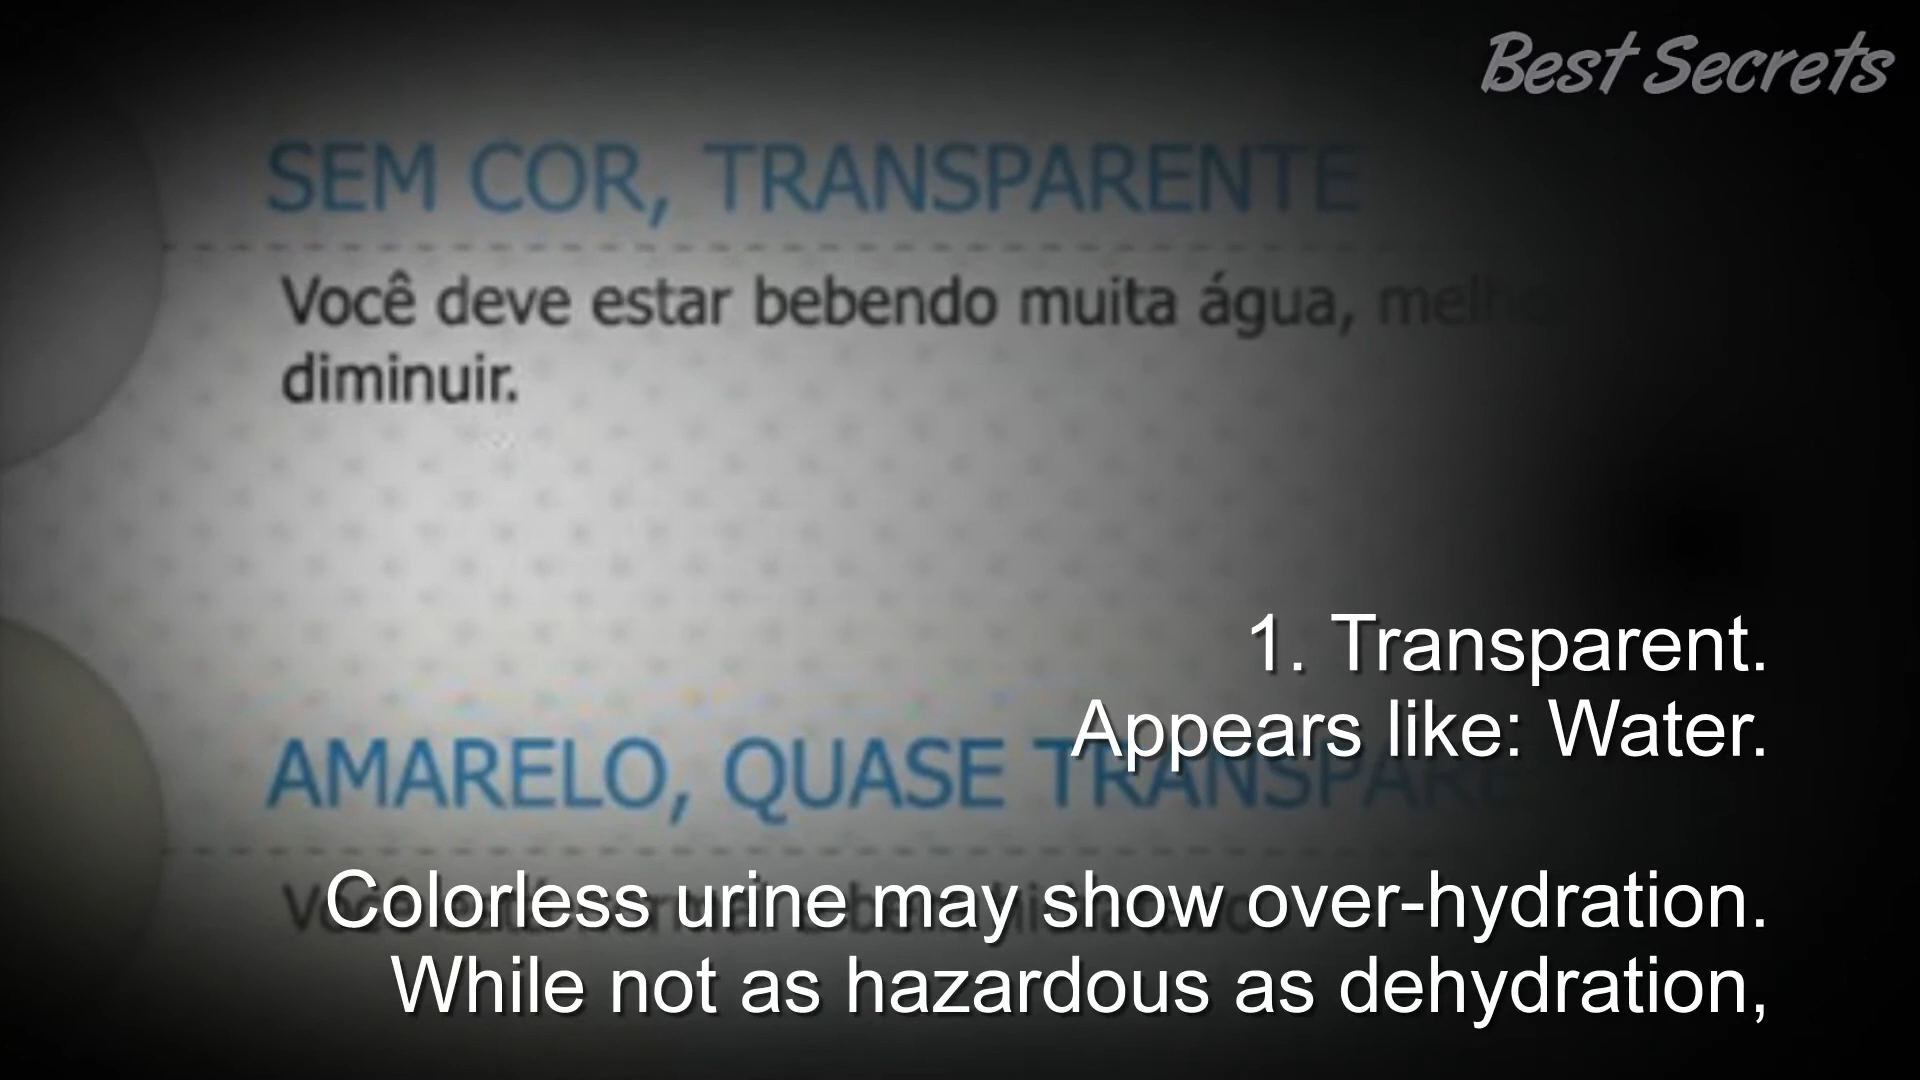 Best Secrets
SEM COR, TRANSPARENTE
Você deve estar bebendo muita água,
diminuir.
1. Transparent.
Appears like: Water.
AMARELO, QUASE
Colorless urine may show over-hydration.
While not as hazardous as dehydration,